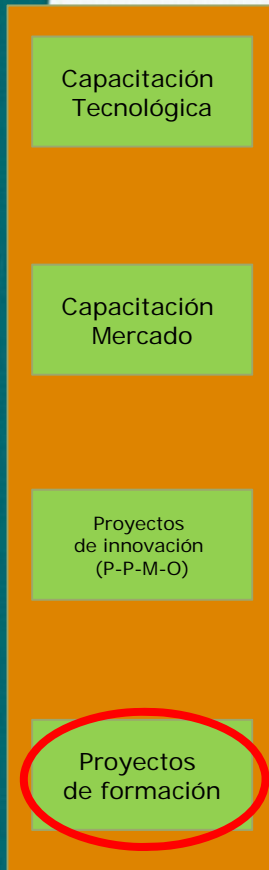 Capacitación
Tecnológica
Capacitación
Mercado
Proyectos
de innovación
(P-P-M-O)
Proyectos
de formación